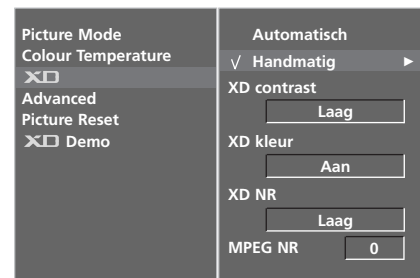 Picture Mode
Colour Temperature
XD
Advanced
Picture Reset
XD Demo
Automatisch
√ Handmatig ►
XD contrast
Laag
XD kleur
Aan
XD NR
Laag
MPEG NR 0